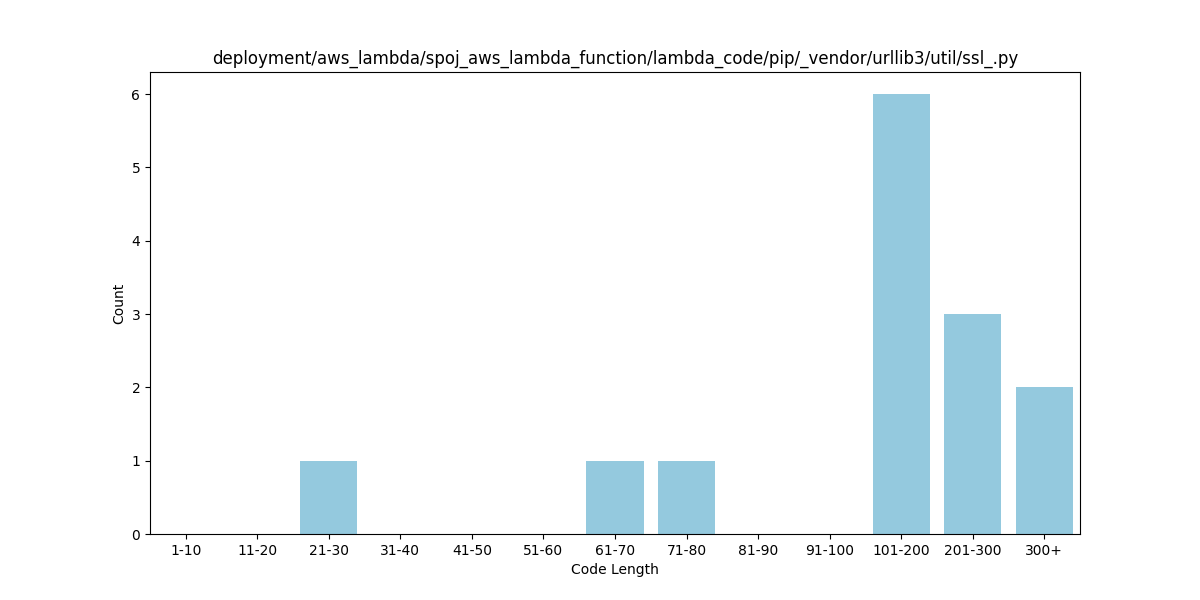 deployment/aws_lambda/spoj_aws_lambda_function/lambda_code/pip/_vendor/urllib3/util/ssl_.py
6
5
4
3
2
1
0
Count
1-10 11-20 21-30 31-40 41-50 51-60 61-70 71-80 81-90 91-100 101-200 201-300 300+
Code Length